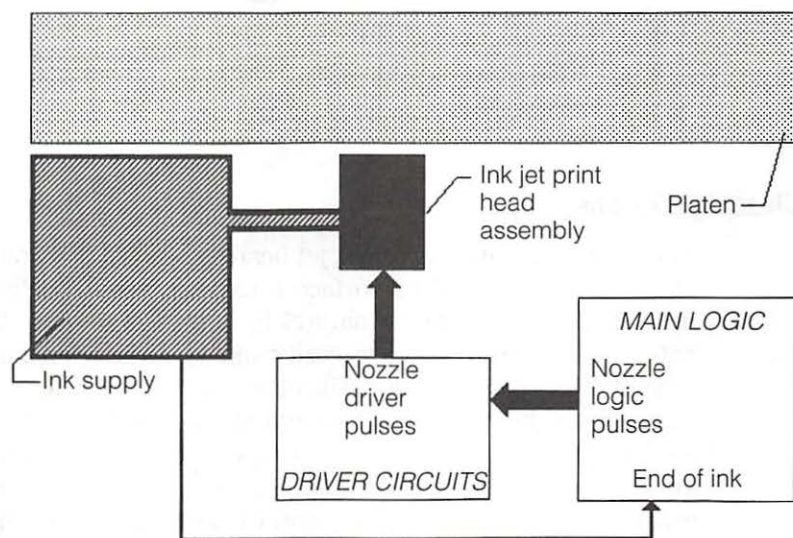 Ink jet print
head
assembly
Platen
MAIN LOGIC
Ink supply
Nozzle
driver
pulses
Nozzle
logic
pulses
DRIVER CIRCUITS
End of ink